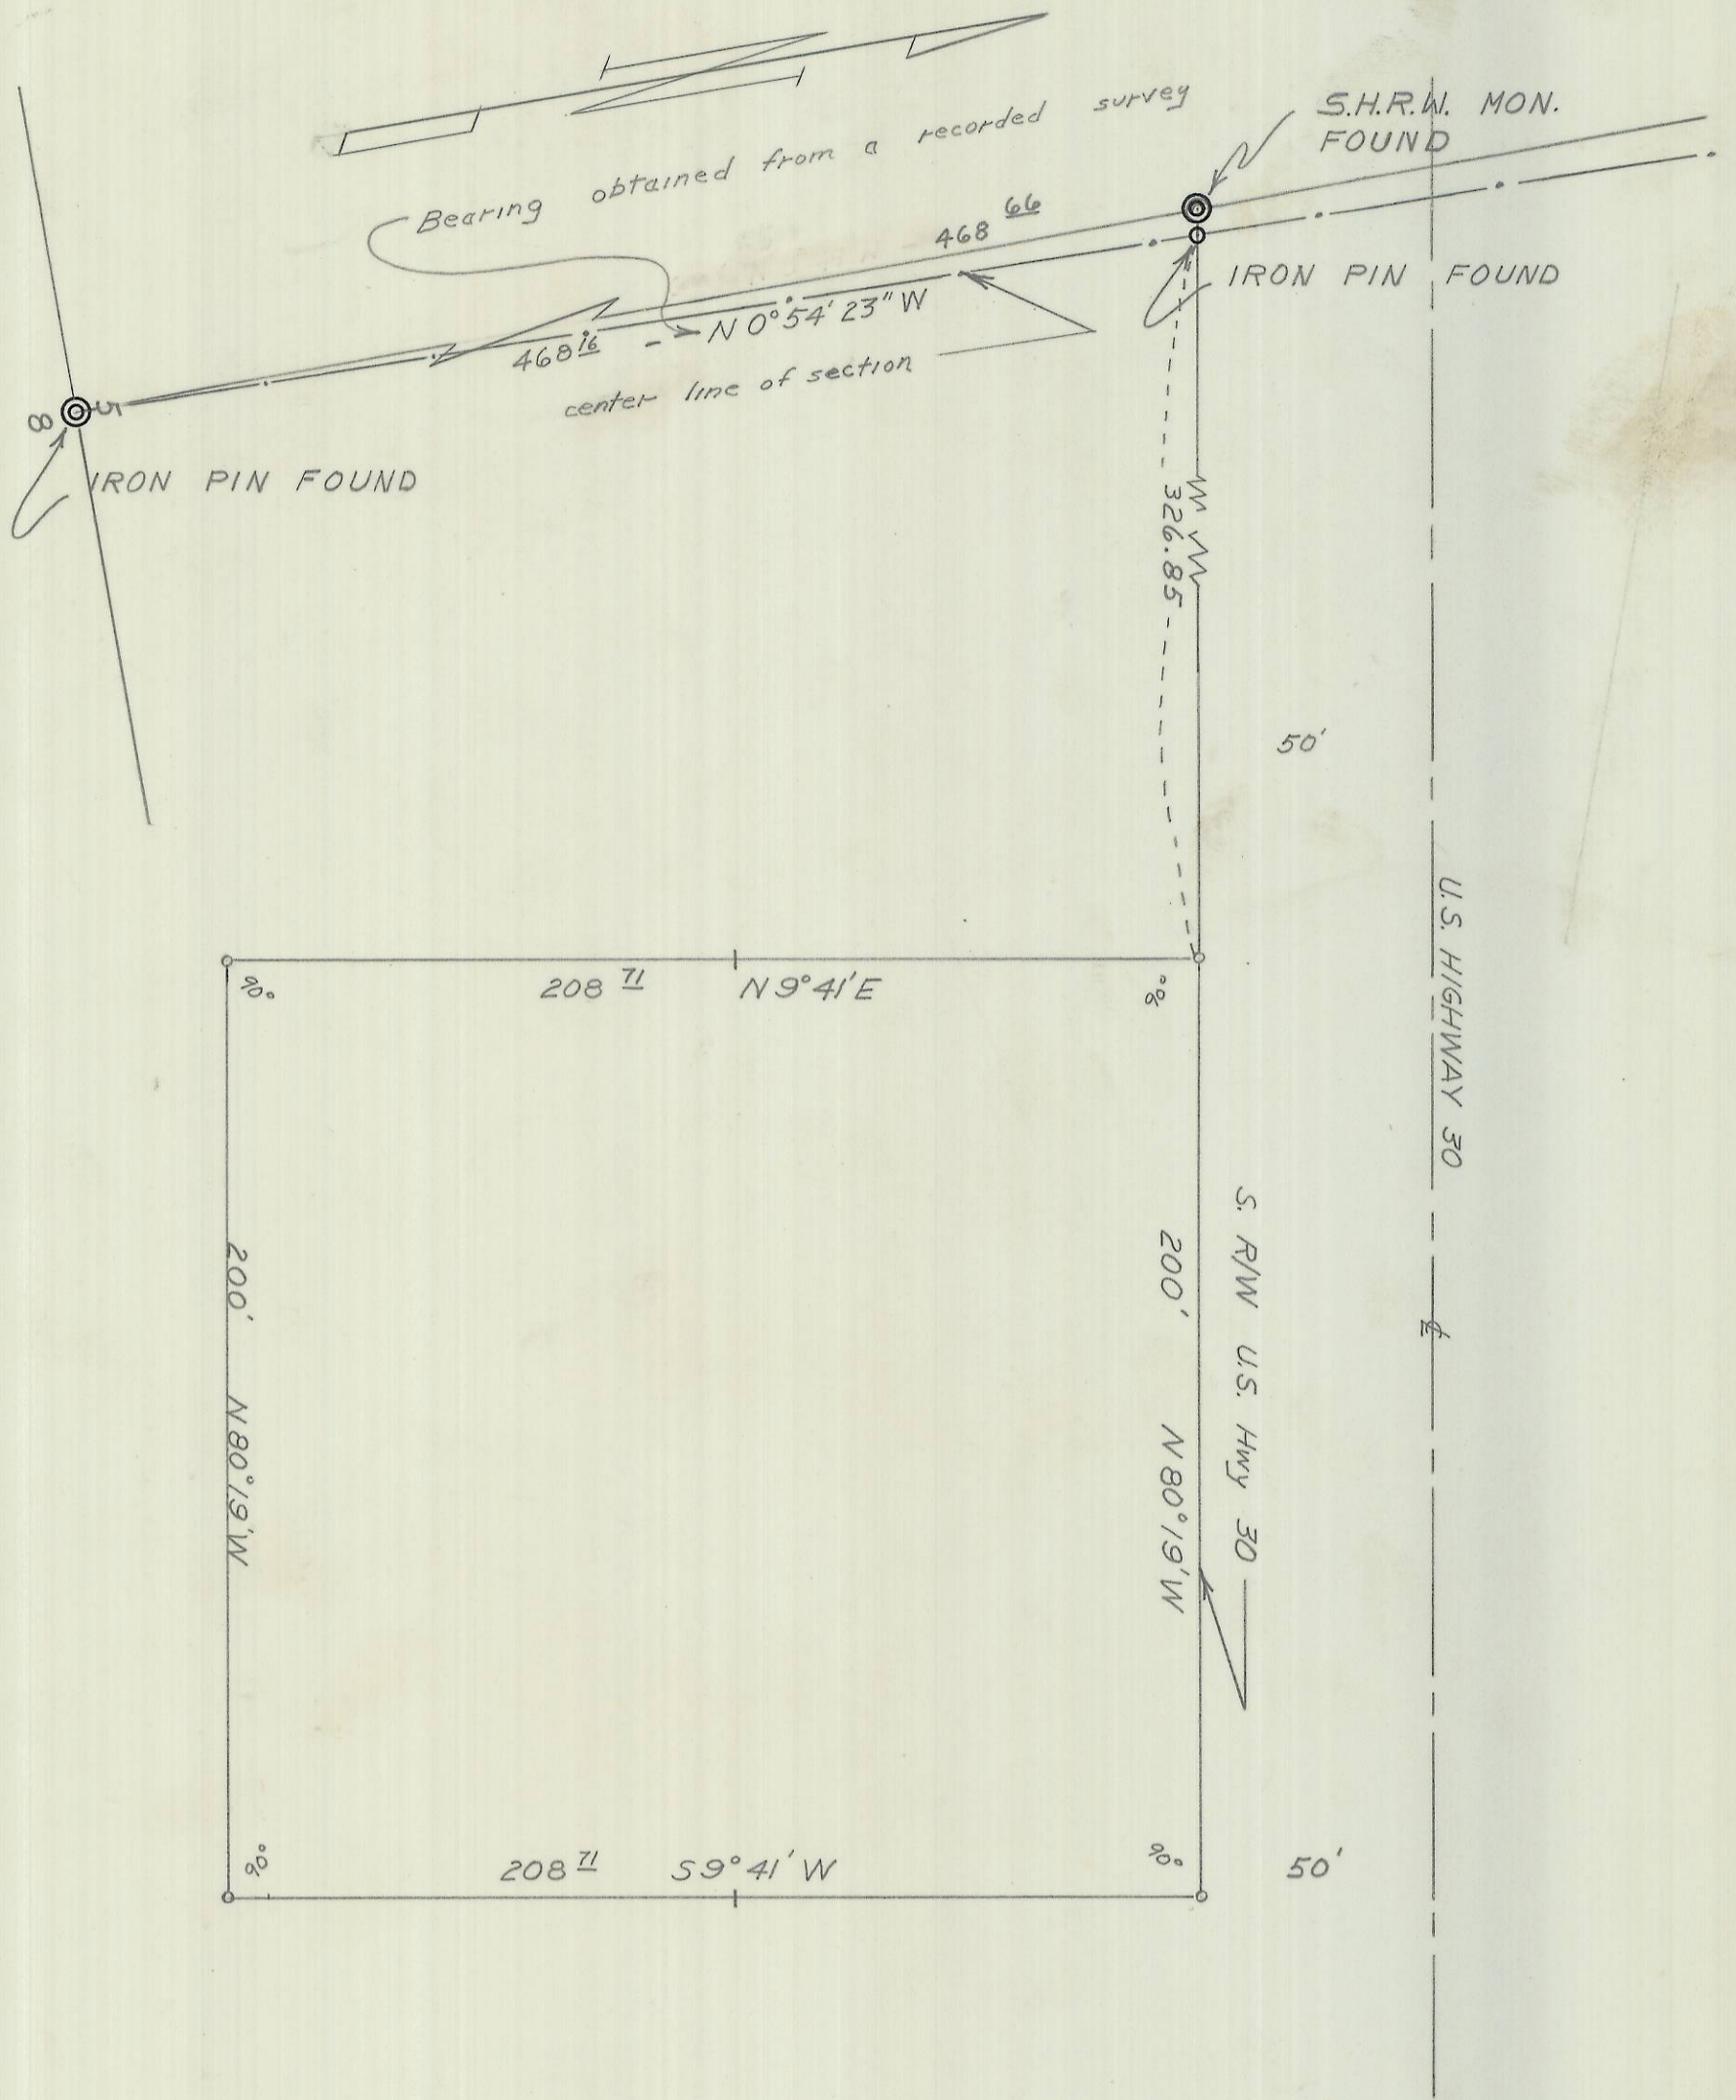 Bearing obtained from a recorded survey
S.H.R.W. MON.
FOUND
468 66
IRON PIN FOUND
N 0°54'23" W
468 16
center line of section
8
5
IRON PIN FOUND
326.85
50'
U.S. HIGHWAY 30
90°
208 71 N 9°41' E
90°
200' N 80°19' W
200' N 80°19' W
S. R/W U.S. Hwy 30
℄
90°
208 71 S 9°41' W
90°
50'